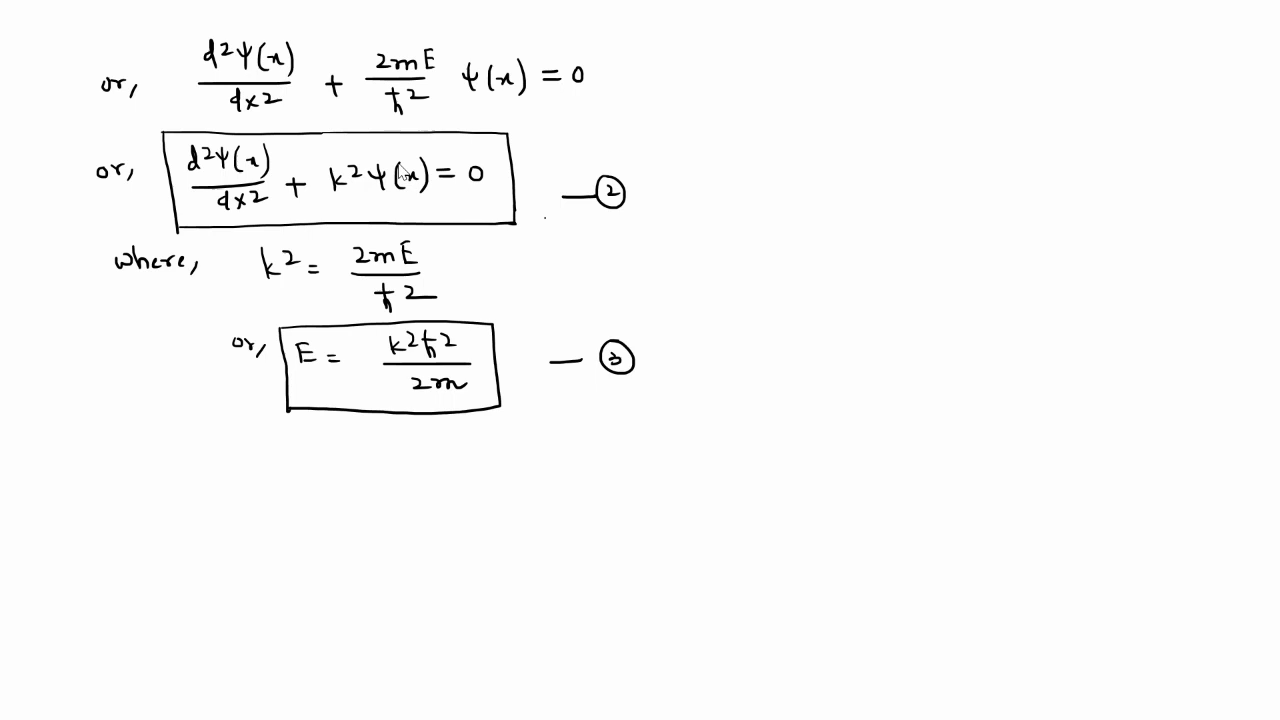 or, d²ψ(x)/dx² + 2mE/ħ² ψ(x) = 0
or, d²ψ(x)/dx² + k²ψ(x) = 0 — ②
where, k² = 2mE/ħ²
or, E = k²ħ²/2m — ③